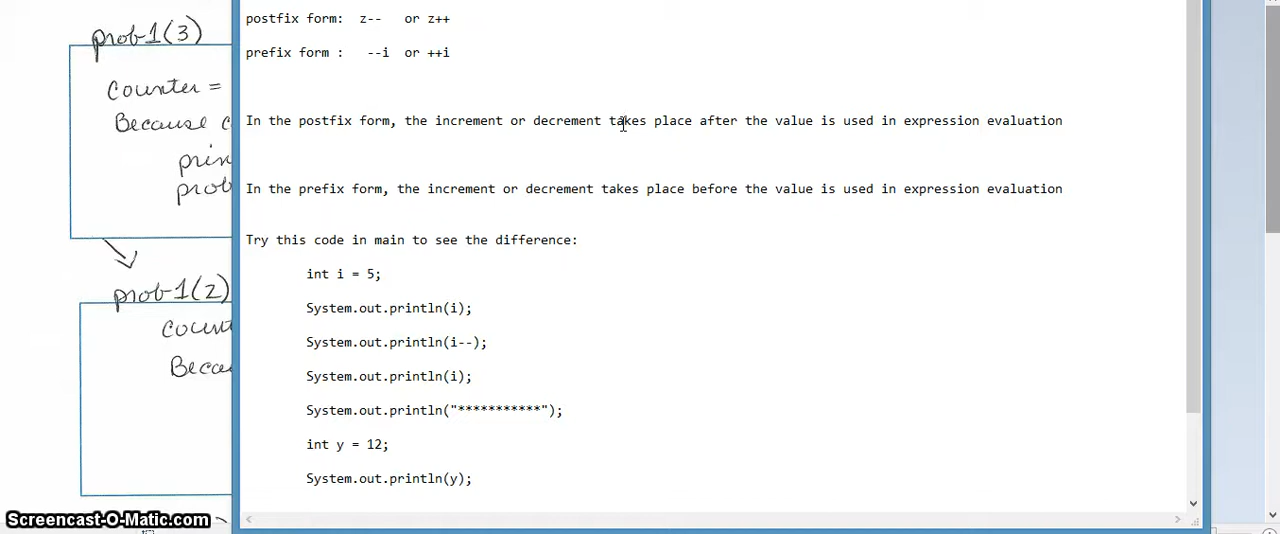 postfix form: z-- or z++
prefix form : --i or ++i
In the postfix form, the increment or decrement takes place after the value is used in expression evaluation
In the prefix form, the increment or decrement takes place before the value is used in expression evaluation
Try this code in main to see the difference:
int i = 5;
System.out.println(i);
System.out.println(i--);
System.out.println(i);
System.out.println("***********");
int y = 12;
System.out.println(y);
prob1(3)
counter =
Because c
prin
prob
prob1(2)
coun
Becau
Screencast-O-Matic.com